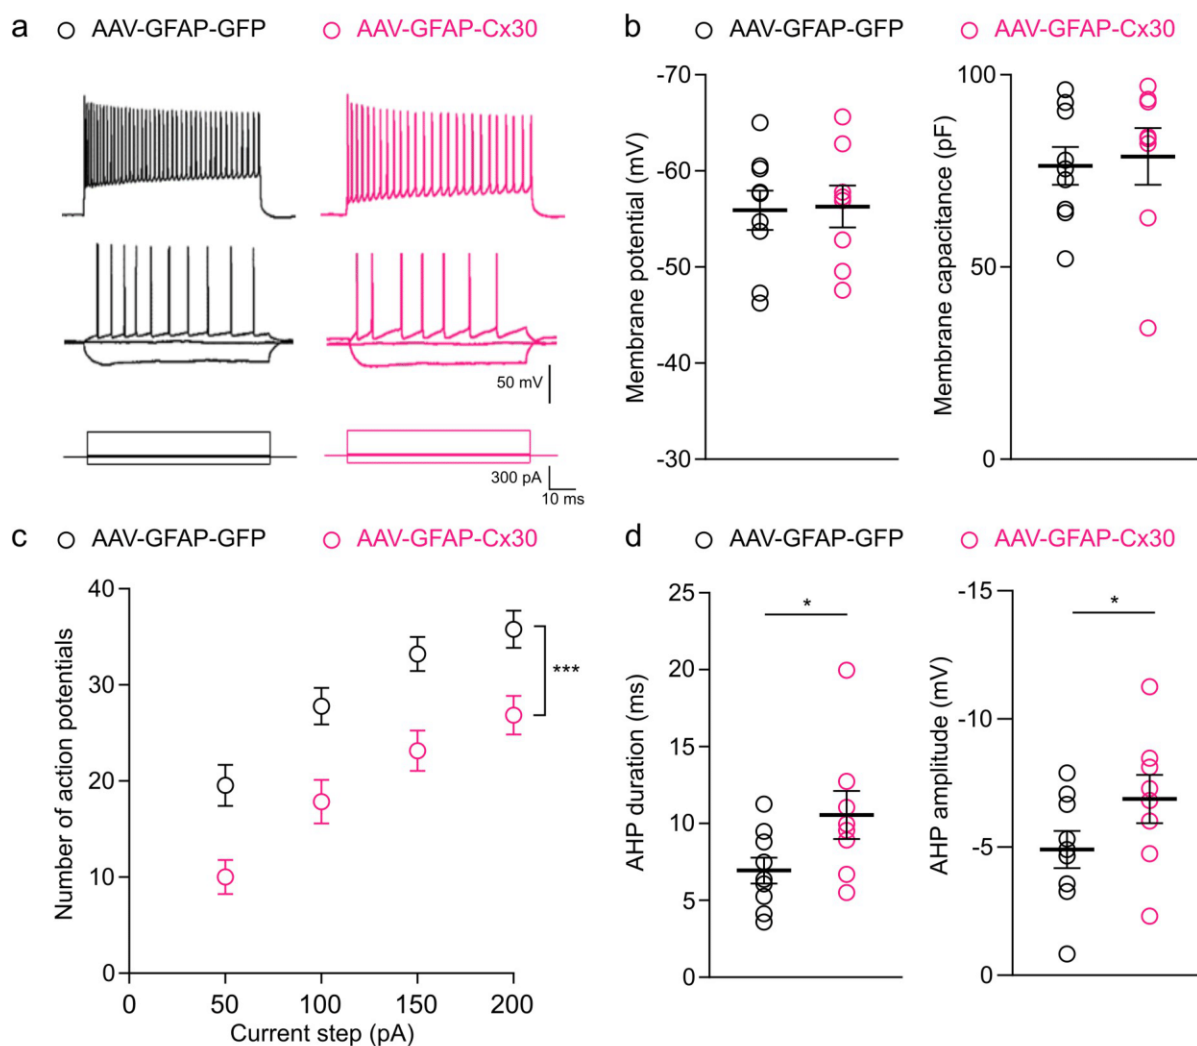 a
AAV-GFAP-GFP
AAV-GFAP-Cx30
50 mV
300 pA
10 ms
b
AAV-GFAP-GFP
AAV-GFAP-Cx30
Membrane potential (mV)
-70
-60
-50
-40
-30
Membrane capacitance (pF)
100
50
0
c
AAV-GFAP-GFP
AAV-GFAP-Cx30
Number of action potentials
40
30
20
10
0
***
0 50 100 150 200
Current step (pA)
d
AAV-GFAP-GFP
AAV-GFAP-Cx30
AHP duration (ms)
25
20
15
10
5
0
*
AHP amplitude (mV)
-15
-10
-5
0
*